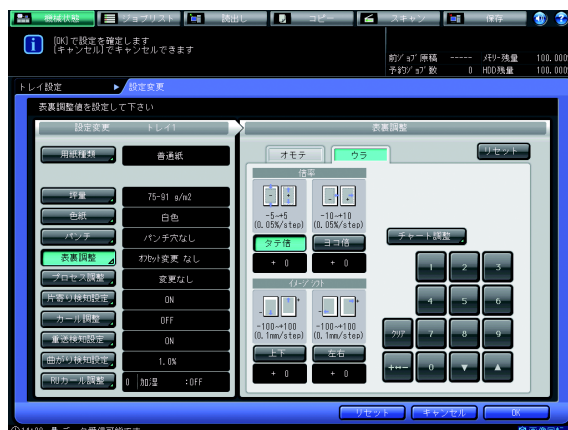 機械状態
ジョブリスト
読出し
コピー
スキャン
保存
[OK]で設定を確定します
[キャンセル]でキャンセルできます
前ジョブ原稿 ----- メモリー残量 100.000
予約ジョブ数 0 HDD残量 100.000
トレイ設定 ▶ 設定変更
表裏調整値を設定して下さい
設定変更 トレイ1
用紙種類 普通紙
坪量 75-91 g/m2
色紙 白色
パンチ パンチ穴なし
表裏調整 オフセット変更 なし
プロセス調整 変更なし
片寄り検知設定 ON
カール調整 OFF
重送検知設定 ON
曲がり検知設定 1.0%
RUカール調整 0 加湿 :OFF
表裏調整
オモテ ウラ リセット
倍率
-5~+5 -10~+10
(0.05%/step) (0.05%/step)
タテ倍 ヨコ倍
+ 0 + 0
イメージシフト
-100~+100 -100~+100
(0.1mm/step) (0.1mm/step)
上下 左右
+ 0 + 0
チャート調整
1 2 3
4 5 6
クリア 7 8 9
+↔- 0 ▼ ▲
リセット キャンセル OK